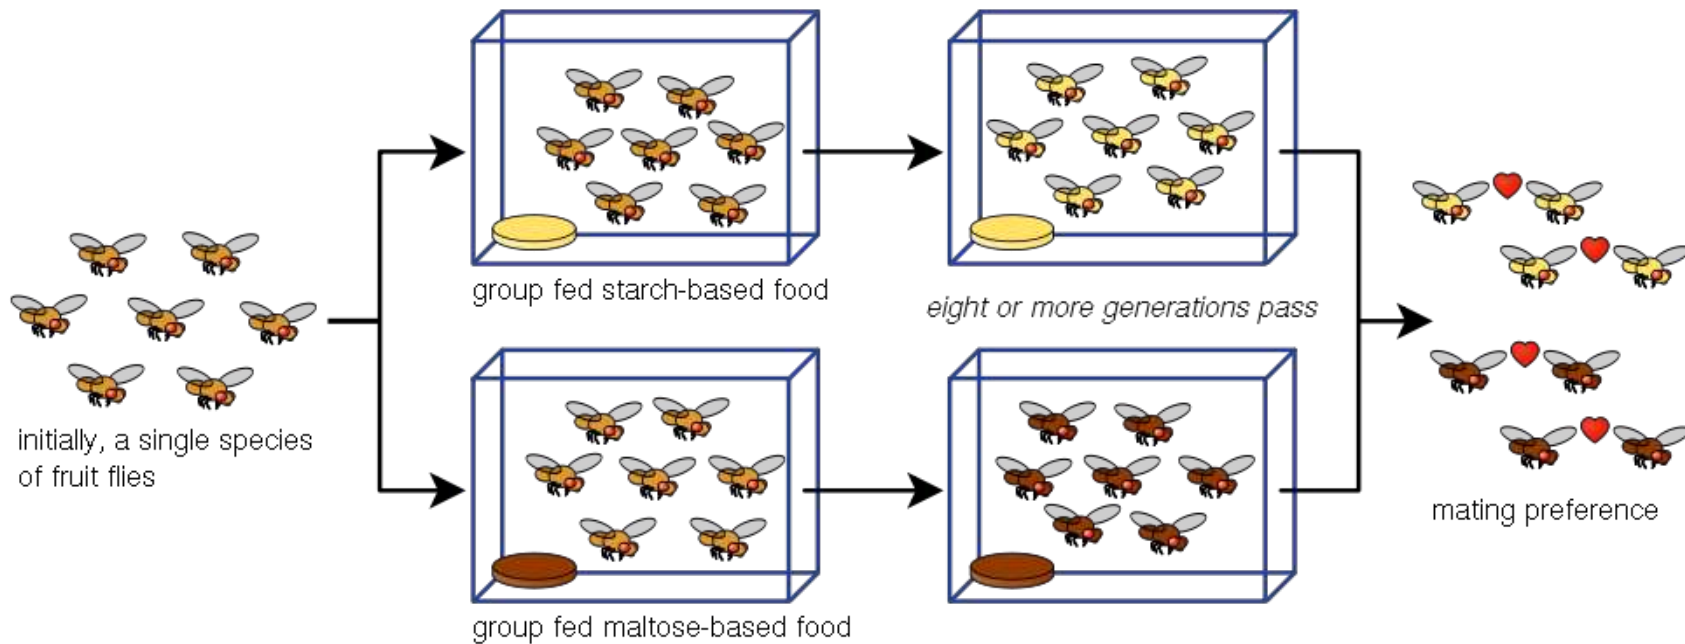 initially, a single species
of fruit flies
group fed starch-based food
eight or more generations pass
group fed maltose-based food
mating preference